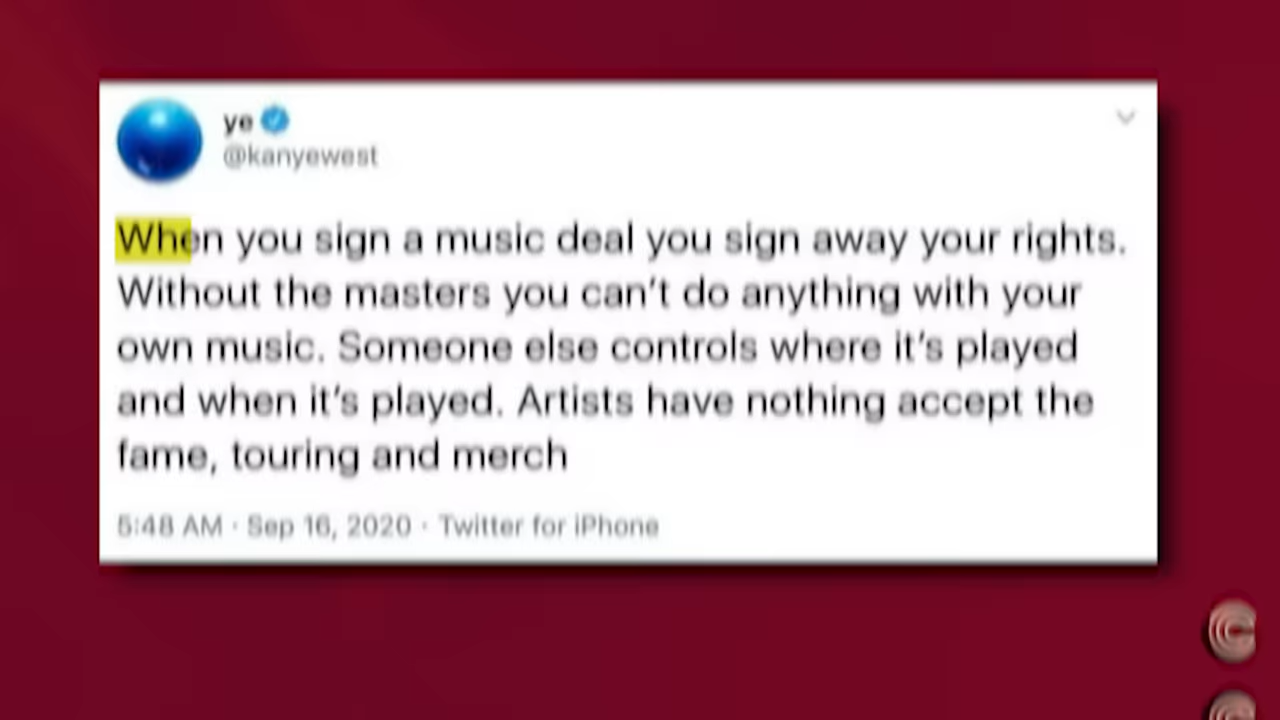 ye
@kanyewest
When you sign a music deal you sign away your rights.
Without the masters you can't do anything with your
own music. Someone else controls where it's played
and when it's played. Artists have nothing accept the
fame, touring and merch
5:48 AM · Sep 16, 2020 · Twitter for iPhone